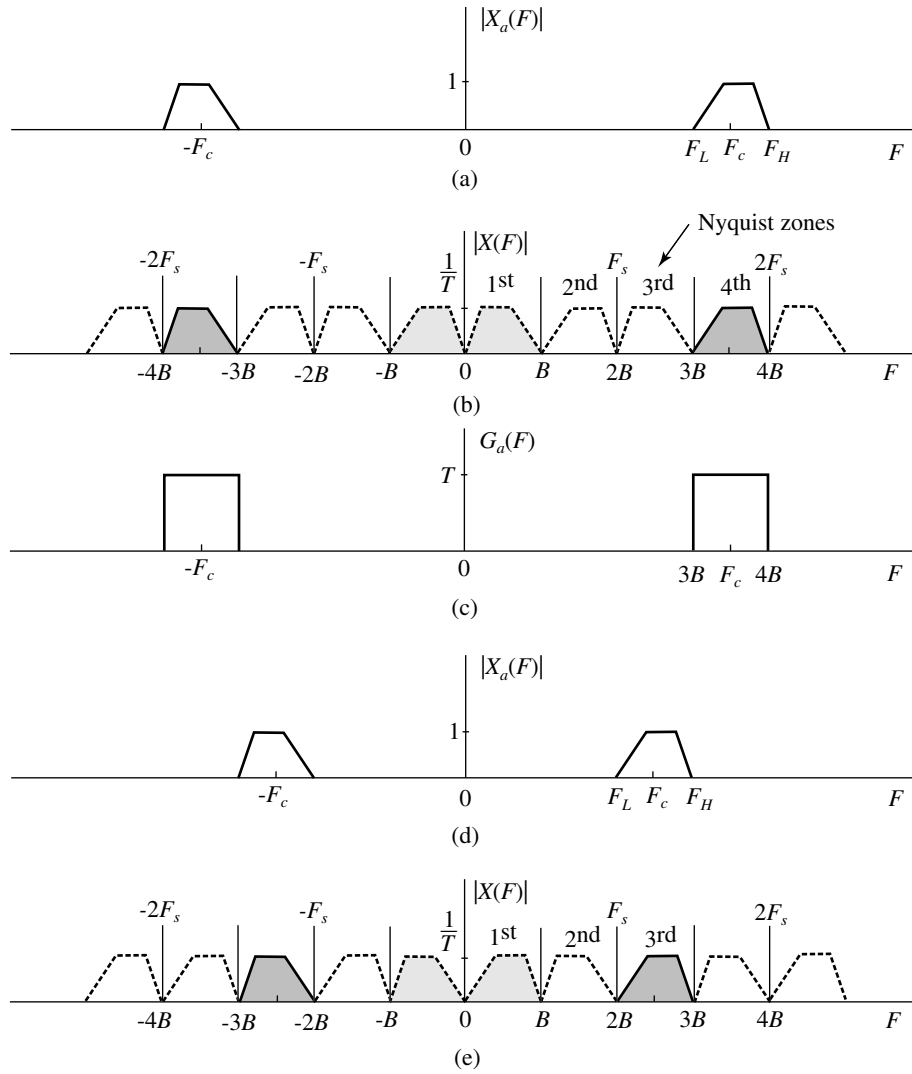 |X_a(F)|
1
-F_c 0 F_L F_c F_H F
(a)
Nyquist zones
-2F_s -F_s |X(F)| F_s 2F_s
1/T 1st 2nd 3rd 4th
-4B -3B -2B -B 0 B 2B 3B 4B F
(b)
G_a(F)
T
-F_c 0 3B F_c 4B F
(c)
|X_a(F)|
1
-F_c 0 F_L F_c F_H F
(d)
-2F_s -F_s |X(F)| F_s 2F_s
1/T 1st 2nd 3rd
-4B -3B -2B -B 0 B 2B 3B 4B F
(e)